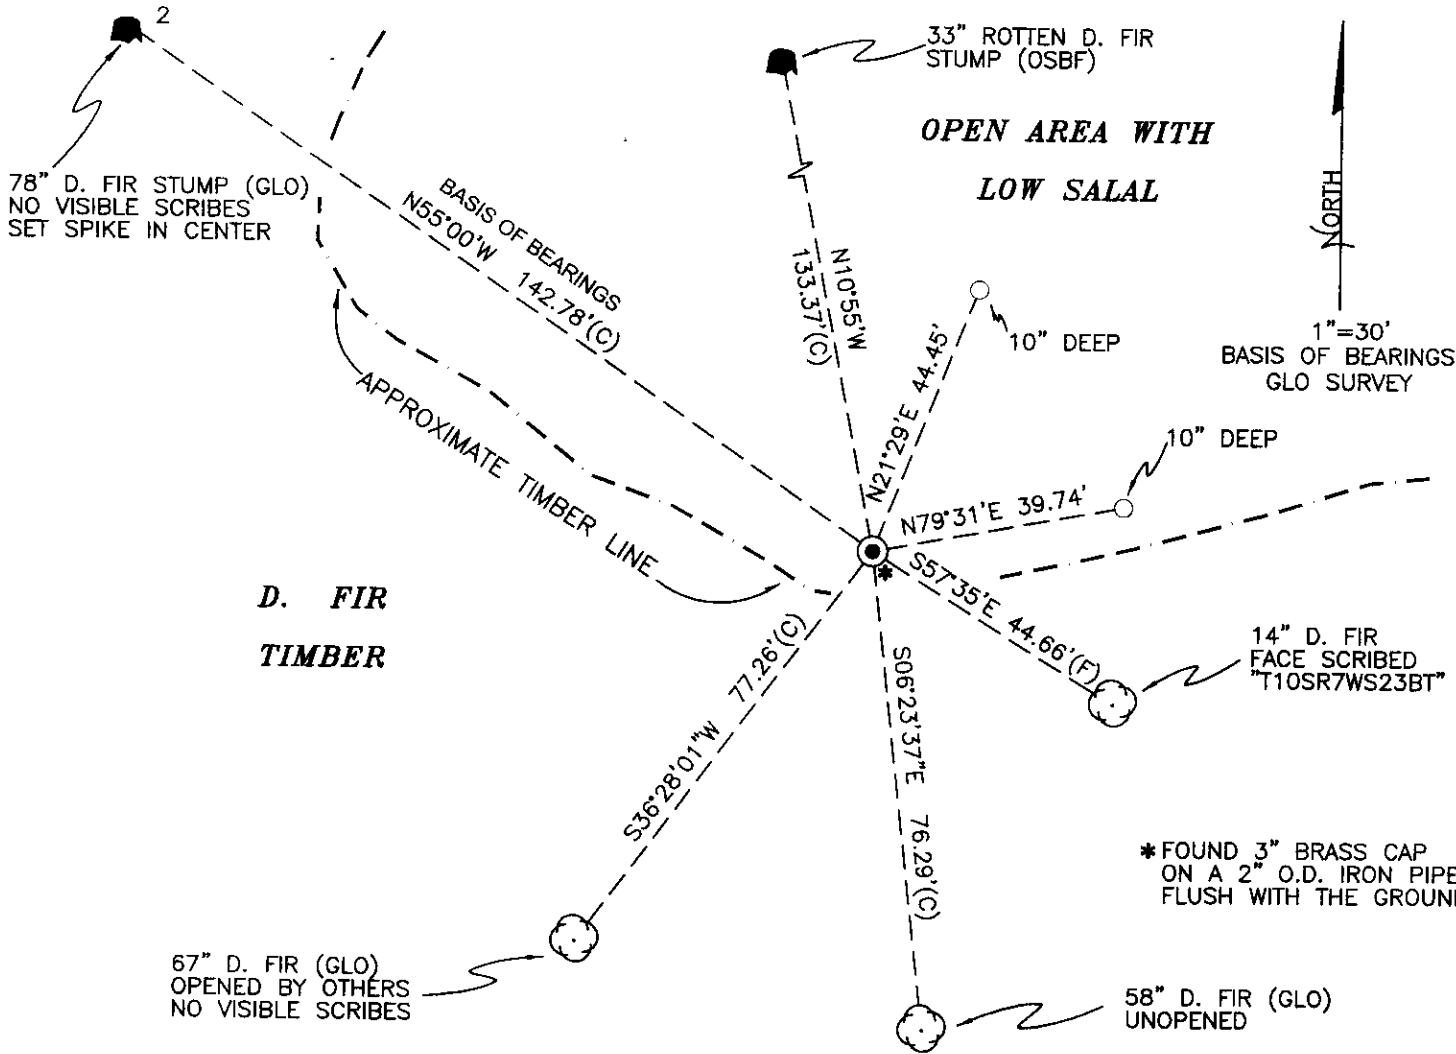 2
78" D. FIR STUMP (GLO)
NO VISIBLE SCRIBES
SET SPIKE IN CENTER
33" ROTTEN D. FIR
STUMP (OSBF)
OPEN AREA WITH
LOW SALAL
NORTH
1"=30'
BASIS OF BEARINGS
GLO SURVEY
BASIS OF BEARINGS
N55°00'W 142.78'(C)
N10°55'W
133.37'(C)
10" DEEP
N21°29'E 44.45'
10" DEEP
N79°31'E 39.74'
APPROXIMATE TIMBER LINE
D. FIR
TIMBER
*
S57°35'E 44.66'(F)
14" D. FIR
FACE SCRIBED
"T10SR7WS23BT"
S36°28'01"W 77.26'(C)
S06°23'37"E 76.29'(C)
* FOUND 3" BRASS CAP
ON A 2" O.D. IRON PIPE
FLUSH WITH THE GROUND
67" D. FIR (GLO)
OPENED BY OTHERS
NO VISIBLE SCRIBES
58" D. FIR (GLO)
UNOPENED